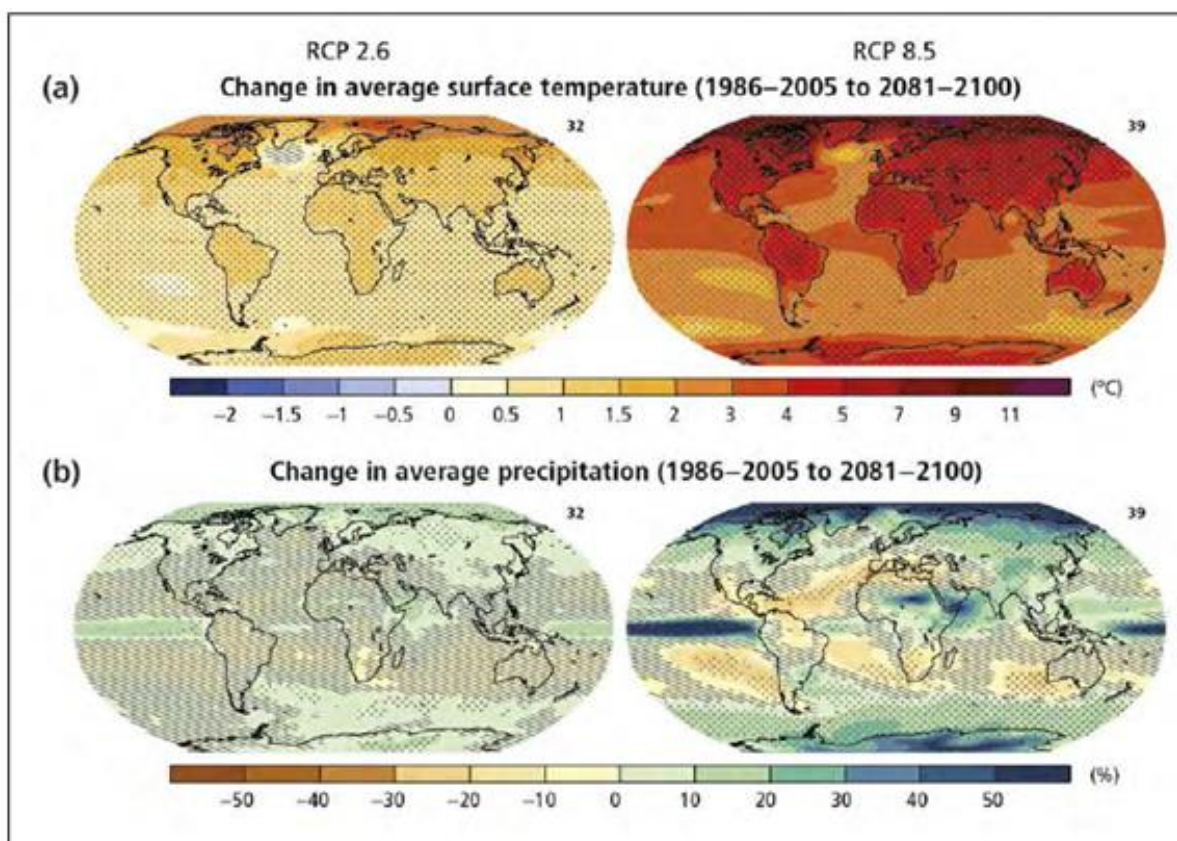 RCP 2.6 RCP 8.5
(a) Change in average surface temperature (1986–2005 to 2081–2100)
32 39
−2 −1.5 −1 −0.5 0 0.5 1 1.5 2 3 4 5 7 9 11 (°C)
(b) Change in average precipitation (1986–2005 to 2081–2100)
32 39
−50 −40 −30 −20 −10 0 10 20 30 40 50 (%)